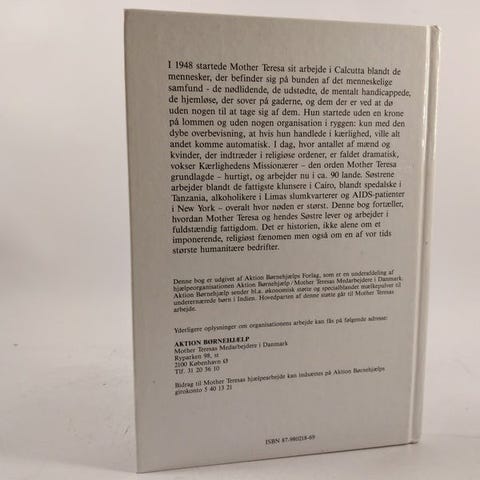 I 1948 startede Mother Teresa sit arbejde i Calcutta blandt de
mennesker, der befinder sig på bunden af det menneskelige
samfund - de nødlidende, de udstødte, de mentalt handicappede,
de hjemløse, der sover på gaderne, og dem der er ved at dø
uden nogen til at tage sig af dem. Hun startede uden en krone
på lommen og uden nogen organisation i ryggen: kun med den
dybe overbevisning, at hvis hun handlede i kærlighed, ville alt
andet komme automatisk. I dag, hvor antallet af mænd og
kvinder, der indtræder i religiøse ordener, er faldet dramatisk,
vokser Kærlighedens Missionærer – den orden Mother Teresa
grundlagde - hurtigt, og arbejder nu i ca. 90 lande. Søstrene
arbejder blandt de fattigste klunsere i Cairo, blandt spedalske i
Tanzania, alkoholikere i Limas slumkvarterer og AIDS-patienter
i New York – overalt hvor nøden er størst. Denne bog fortæller,
hvordan Mother Teresa og hendes Søstre lever og arbejder i
fuldstændig fattigdom. Det er historien, ikke alene om et
imponerende, religiøst fænomen men også om en af vor tids
største humanitære bedrifter.
Denne bog er udgivet af Aktion Børnehjælps Forlag, som er en underafdeling af
hjælpeorganisationen Aktion Børnehjælp/Mother Teresas Medarbejdere i Danmark.
Aktion Børnehjælp sender bl.a. økonomisk støtte og specialblandet mælkepulver til
underernærede børn i Indien. Hovedparten af denne støtte går til Mother Teresas
arbejde.
Yderligere oplysninger om organisationens arbejde kan fås på følgende adresse:
AKTION BØRNEHJÆLP
Mother Teresas Medarbejdere i Danmark
Ryparken 98, st
2100 København Ø
Tlf. 31 20 56 10
Bidrag til Mother Teresas hjælpearbejde kan indsættes på Aktion Børnehjælps
girokonto 5 40 13 21
ISBN 87-980218-69